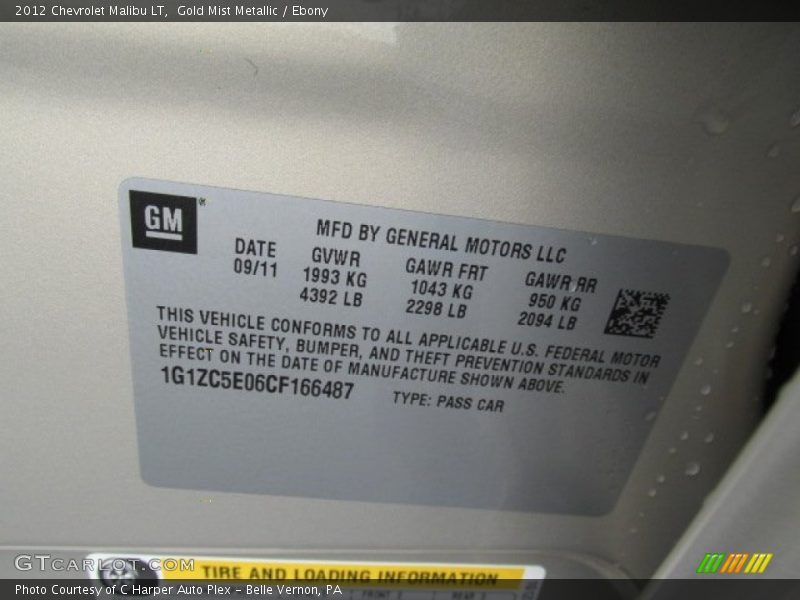 2012 Chevrolet Malibu LT, Gold Mist Metallic / Ebony
GM ®
MFD BY GENERAL MOTORS LLC
DATE GVWR GAWR FRT GAWR RR
09/11 1993 KG 1043 KG 950 KG
4392 LB 2298 LB 2094 LB
THIS VEHICLE CONFORMS TO ALL APPLICABLE U.S. FEDERAL MOTOR
VEHICLE SAFETY, BUMPER, AND THEFT PREVENTION STANDARDS IN
EFFECT ON THE DATE OF MANUFACTURE SHOWN ABOVE.
1G1ZC5E06CF166487 TYPE: PASS CAR
GTCARLOT.COM
TIRE AND LOADING INFORMATION
Photo Courtesy of C Harper Auto Plex - Belle Vernon, PA